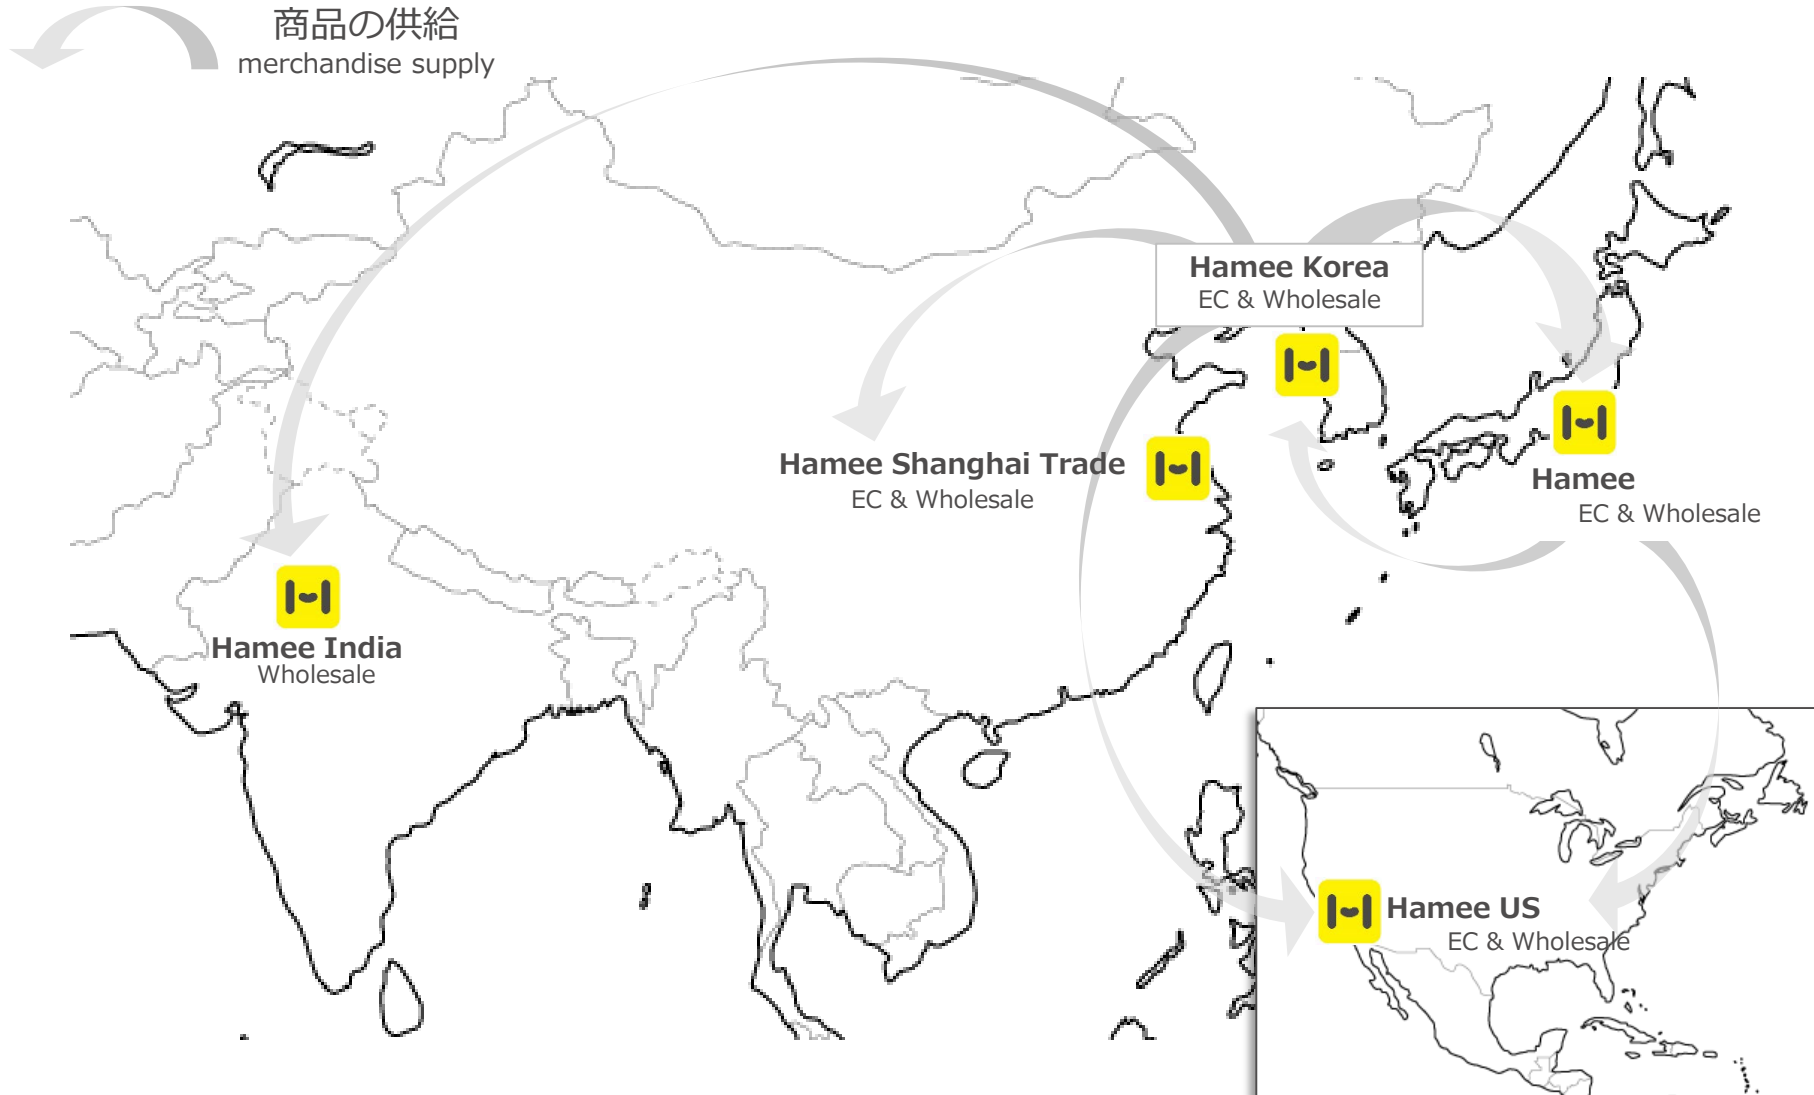 商品の供給
merchandise supply
Hamee Korea
EC & Wholesale
Hamee Shanghai Trade
EC & Wholesale
Hamee
EC & Wholesale
Hamee India
Wholesale
Hamee US
EC & Wholesale